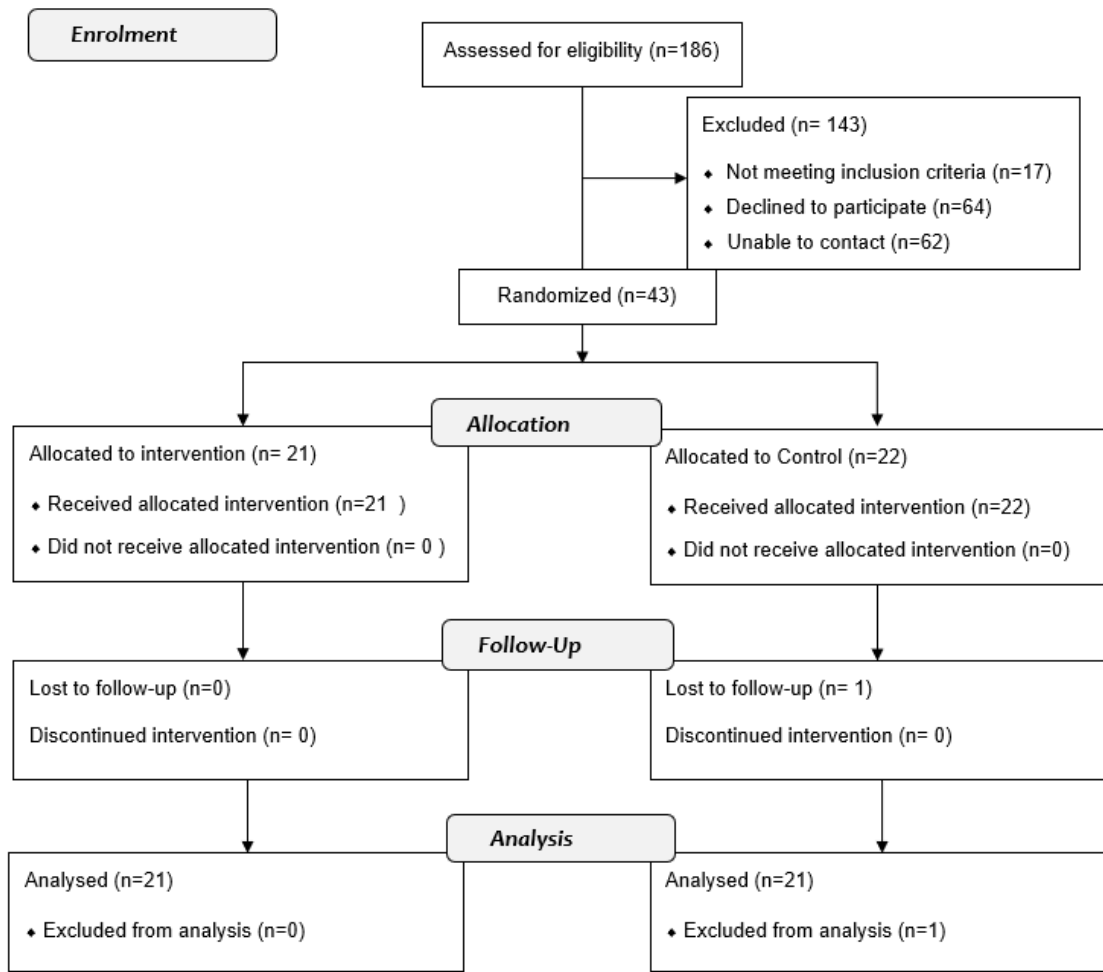 Enrolment
Assessed for eligibility (n=186)
Excluded (n= 143)
⬥ Not meeting inclusion criteria (n=17)
⬥ Declined to participate (n=64)
⬥ Unable to contact (n=62)
Randomized (n=43)
Allocation
Allocated to intervention (n= 21)
⬥ Received allocated intervention (n=21  )
⬥ Did not receive allocated intervention (n= 0 )
Allocated to Control (n=22)
⬥ Received allocated intervention (n=22)
⬥ Did not receive allocated intervention (n=0)
Follow-Up
Lost to follow-up (n=0)
Discontinued intervention (n= 0)
Lost to follow-up (n= 1)
Discontinued intervention (n= 0)
Analysis
Analysed (n=21)
⬥ Excluded from analysis (n=0)
Analysed (n=21)
⬥ Excluded from analysis (n=1)